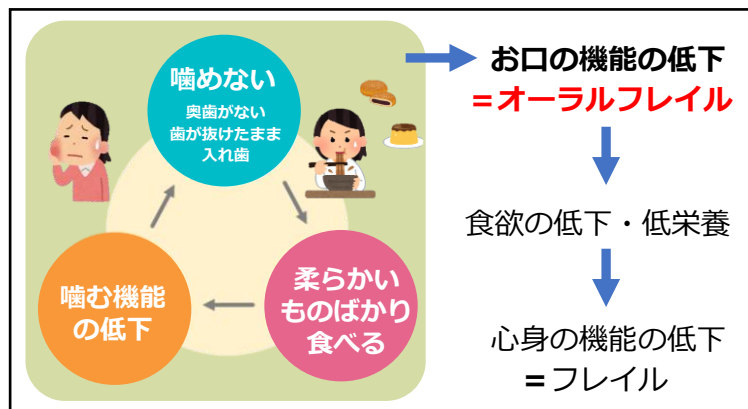 噛めない
奥歯がない
歯が抜けたまま
入れ歯
柔らかい
ものばかり
食べる
噛む機能
の低下
お口の機能の低下
=オーラルフレイル
食欲の低下・低栄養
心身の機能の低下
=フレイル